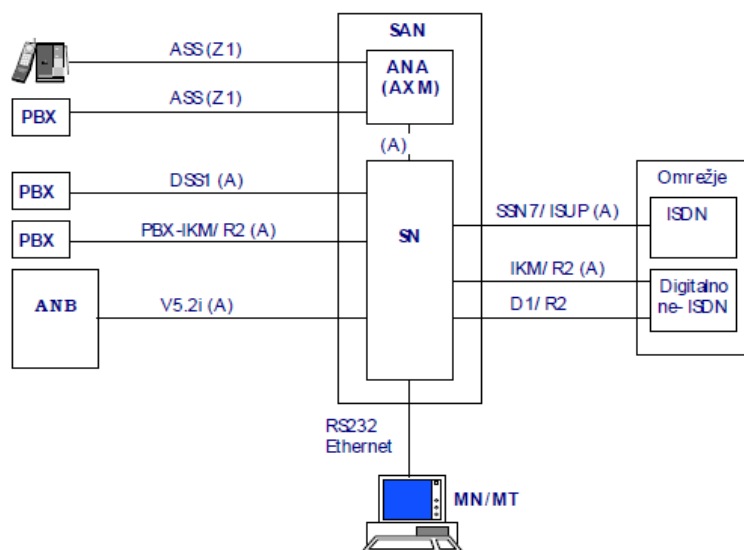 SAN
ASS (Z1)
ANA
(AXM)
PBX
ASS (Z1)
(A)
PBX
DSS1 (A)
PBX
PBX-IKM/ R2 (A)
SN
ANB
V5.2i (A)
Omrežje
SSN7/ ISUP (A)
ISDN
IKM/ R2 (A)
D1/ R2
Digitalno
ne- ISDN
RS232
Ethernet
MN/MT